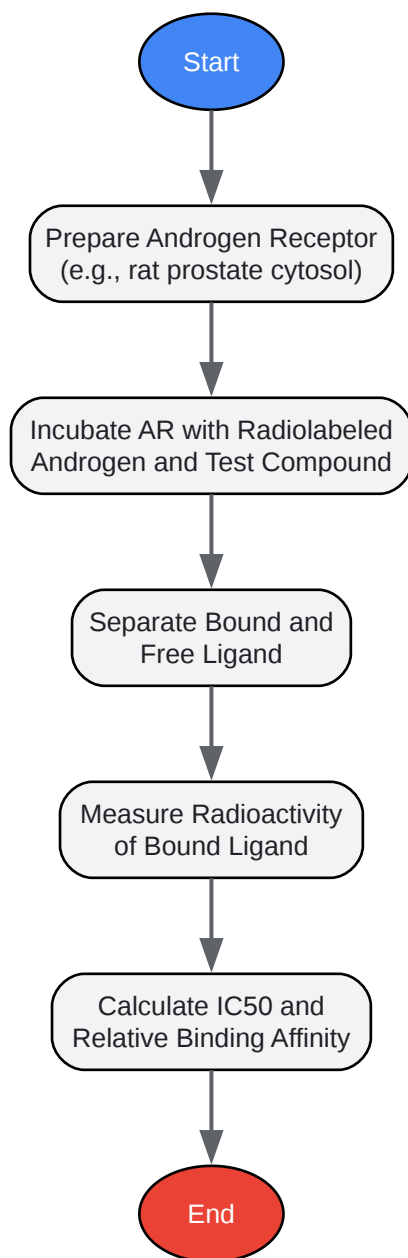 Start
Prepare Androgen Receptor
(e.g., rat prostate cytosol)
Incubate AR with Radiolabeled
Androgen and Test Compound
Separate Bound and
Free Ligand
Measure Radioactivity
of Bound Ligand
Calculate IC50 and
Relative Binding Affinity
End